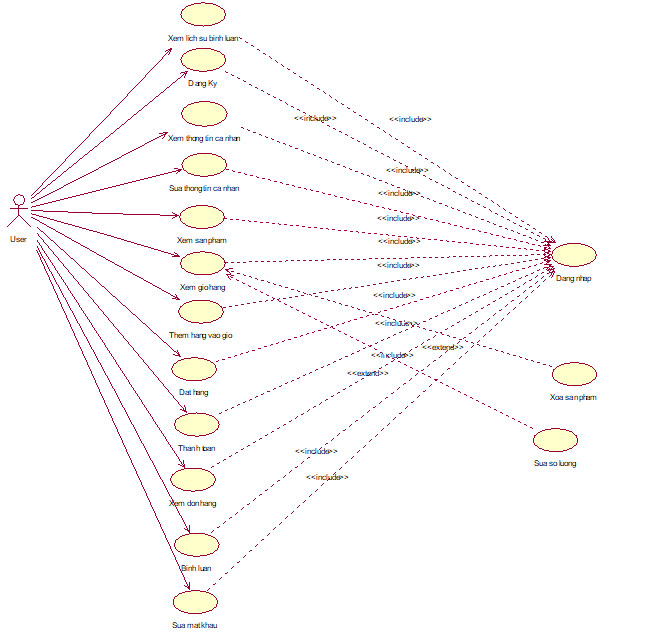 Xem lich su binh luan
Dang Ky
<<include>>
<<include>>
Xem thong tin ca nhan
<<include>>
Sua thong tin ca nhan
<<include>>
<<include>>
User
Xem san pham
<<include>>
<<include>>
Dang nhap
Xem gio hang
<<include>>
<<include>>
Them hang vao gio
<<extend>>
<<include>>
<<extend>>
Dat hang
Xoa san pham
Thanh toan
<<include>>
Sua so luong
<<include>>
Xem don hang
Binh luan
Sua mat khau